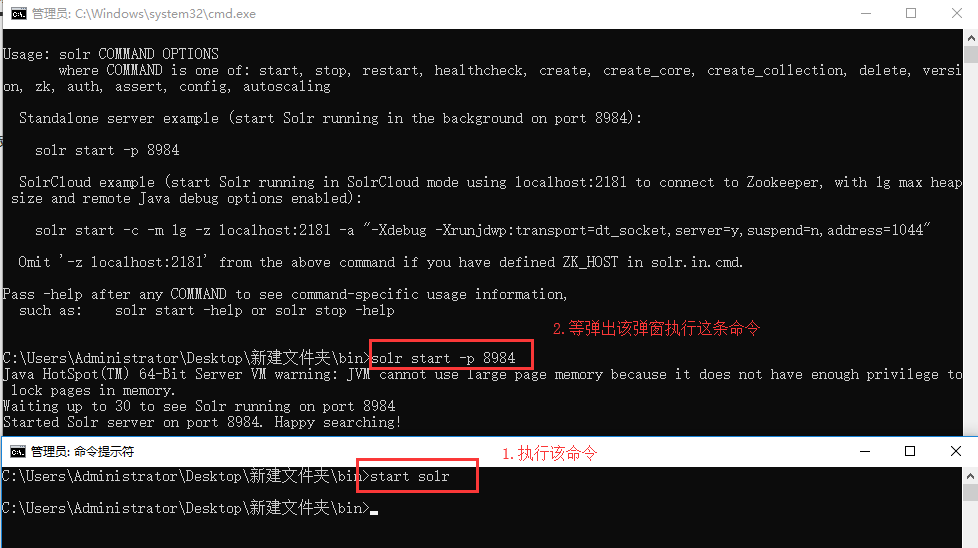 管理员: C:\Windows\system32\cmd.exe
Usage: solr COMMAND OPTIONS
where COMMAND is one of: start, stop, restart, healthcheck, create, create_core, create_collection, delete, versi
on, zk, auth, assert, config, autoscaling
Standalone server example (start Solr running in the background on port 8984):
solr start -p 8984
SolrCloud example (start Solr running in SolrCloud mode using localhost:2181 to connect to Zookeeper, with 1g max heap
size and remote Java debug options enabled):
solr start -c -m 1g -z localhost:2181 -a "-Xdebug -Xrunjdwp:transport=dt_socket,server=y,suspend=n,address=1044"
Omit '-z localhost:2181' from the above command if you have defined ZK_HOST in solr.in.cmd.
Pass -help after any COMMAND to see command-specific usage information,
such as:    solr start -help or solr stop -help
2.等弹出该弹窗执行这条命令
C:\Users\Administrator\Desktop\新建文件夹\bin>solr start -p 8984
Java HotSpot(TM) 64-Bit Server VM warning: JVM cannot use large page memory because it does not have enough privilege to
lock pages in memory.
Waiting up to 30 to see Solr running on port 8984
Started Solr server on port 8984. Happy searching!
管理员: 命令提示符
1.执行该命令
C:\Users\Administrator\Desktop\新建文件夹\bin>start solr
C:\Users\Administrator\Desktop\新建文件夹\bin>